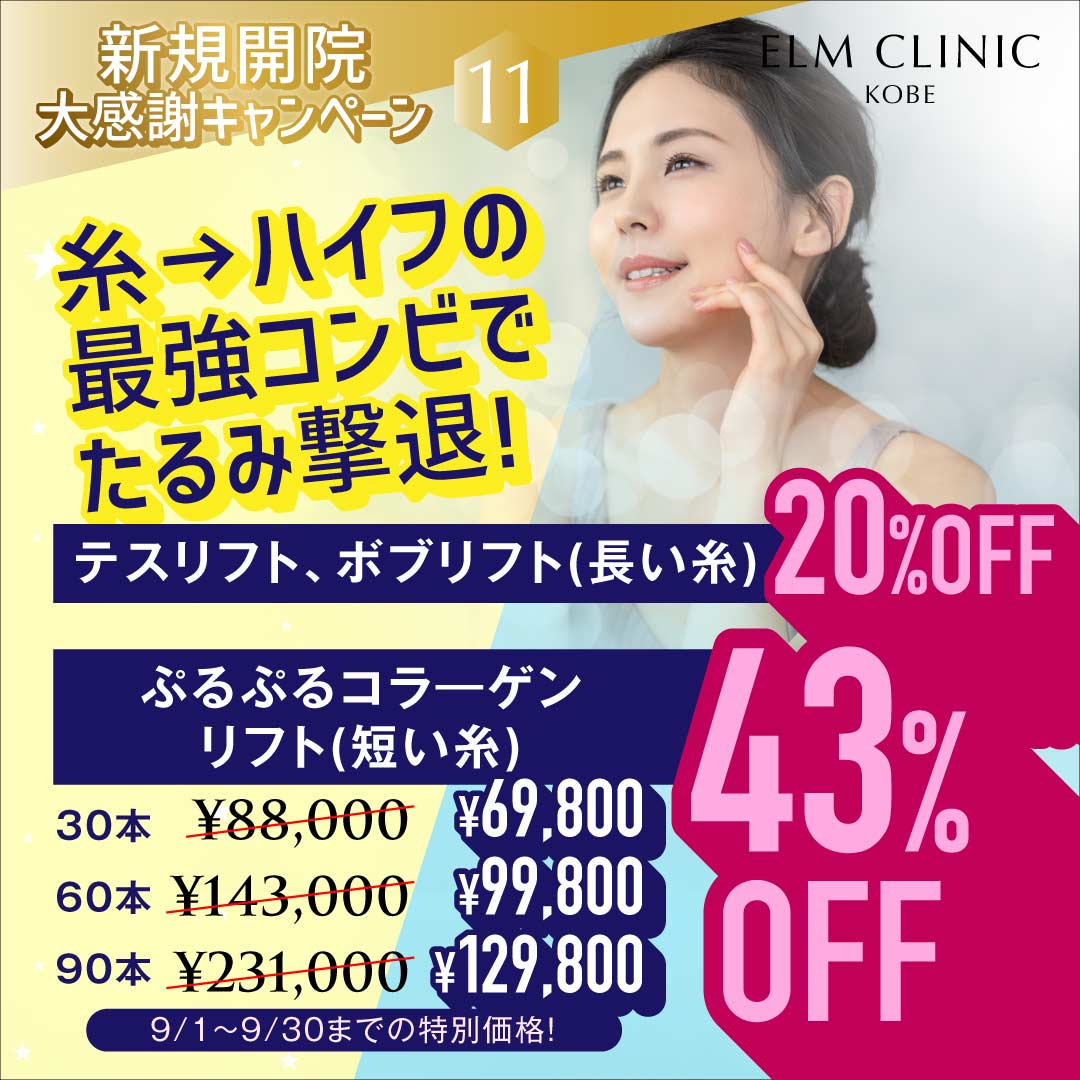 新規開院
大感謝キャンペーン
11
ELM CLINIC
KOBE
糸→ハイフの
最強コンビで
たるみ撃退!
テスリフト、ボブリフト(長い糸)
20%OFF
ぷるぷるコラーゲン
リフト(短い糸)
43%
OFF
30本 ¥88,000 ¥69,800
60本 ¥143,000 ¥99,800
90本 ¥231,000 ¥129,800
9/1～9/30までの特別価格!